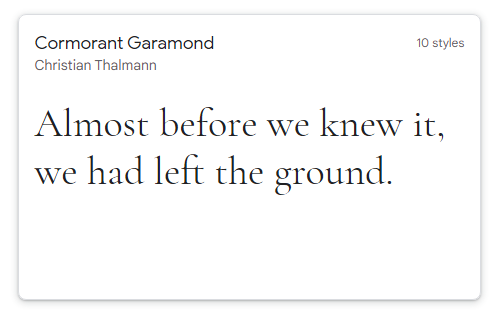 Cormorant Garamond
10 styles
Christian Thalmann
Almost before we knew it,
we had left the ground.